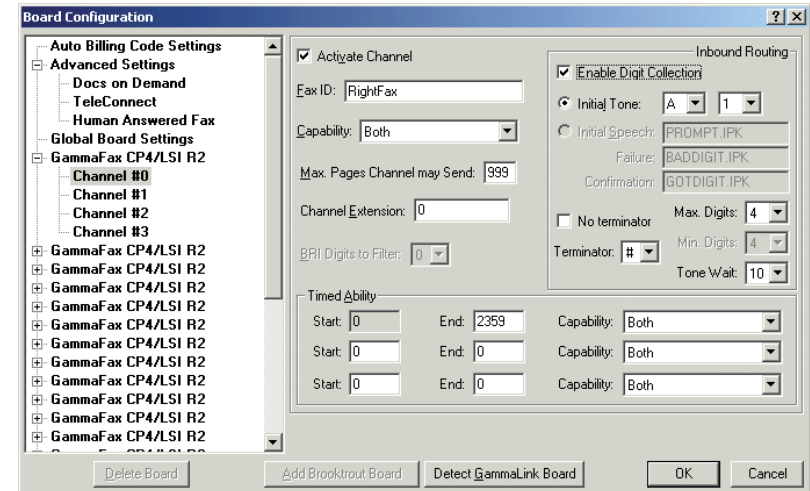 Board Configuration
Auto Billing Code Settings
Advanced Settings
Docs on Demand
TeleConnect
Human Answered Fax
Global Board Settings
GammaFax CP4/LSI R2
Channel #0
Channel #1
Channel #2
Channel #3
GammaFax CP4/LSI R2
GammaFax CP4/LSI R2
GammaFax CP4/LSI R2
GammaFax CP4/LSI R2
GammaFax CP4/LSI R2
GammaFax CP4/LSI R2
GammaFax CP4/LSI R2
GammaFax CP4/LSI R2
GammaFax CP4/LSI R2
GammaFax CP4/LSI R2
GammaFax CP4/LSI R2
Activate Channel
Fax ID: RightFax
Capability: Both
Max. Pages Channel may Send: 999
Channel Extension: 0
BRI Digits to Filter: 0
Inbound Routing
Enable Digit Collection
Initial Tone: A 1
Initial Speech: PROMPT.IPK
Failure: BADDIGIT.IPK
Confirmation: GOTDIGIT.IPK
No terminator Max. Digits: 4
Terminator: # Min. Digits: 4
Tone Wait: 10
Timed Ability
Start: 0 End: 2359 Capability: Both
Start: 0 End: 0 Capability: Both
Start: 0 End: 0 Capability: Both
Delete Board Add Brooktrout Board Detect GammaLink Board OK Cancel